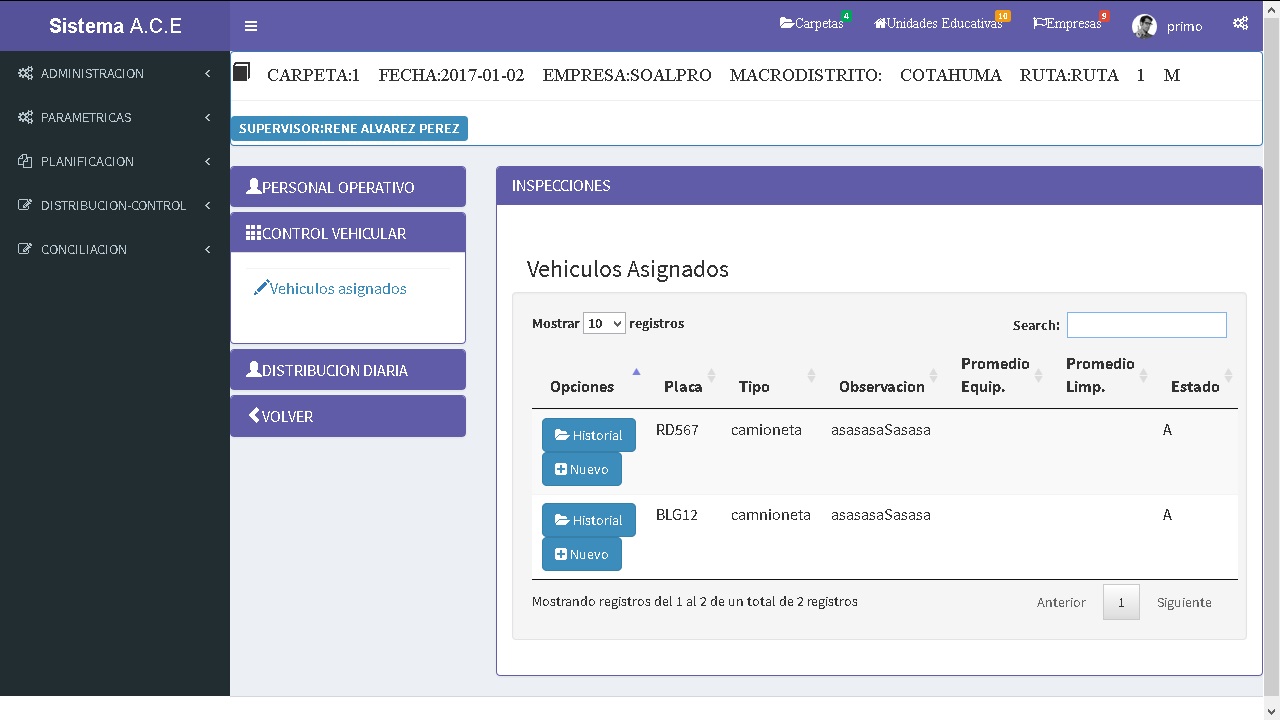 Sistema A.C.E
Carpetas 4
Unidades Educativas 10
Empresas 9
primo
ADMINISTRACION
PARAMETRICAS
PLANIFICACION
DISTRIBUCION-CONTROL
CONCILIACION
CARPETA:1 FECHA:2017-01-02 EMPRESA:SOALPRO MACRODISTRITO: COTAHUMA RUTA:RUTA 1 M
SUPERVISOR:RENE ALVAREZ PEREZ
PERSONAL OPERATIVO
CONTROL VEHICULAR
Vehiculos asignados
DISTRIBUCION DIARIA
VOLVER
INSPECCIONES
Vehiculos Asignados
Mostrar 10 registros
Search:
Opciones Placa Tipo Observacion Promedio Equip. Promedio Limp. Estado
Historial RD567 camioneta asasasaSasasa A
Nuevo
Historial BLG12 camnioneta asasasaSasasa A
Nuevo
Mostrando registros del 1 al 2 de un total de 2 registros
Anterior 1 Siguiente